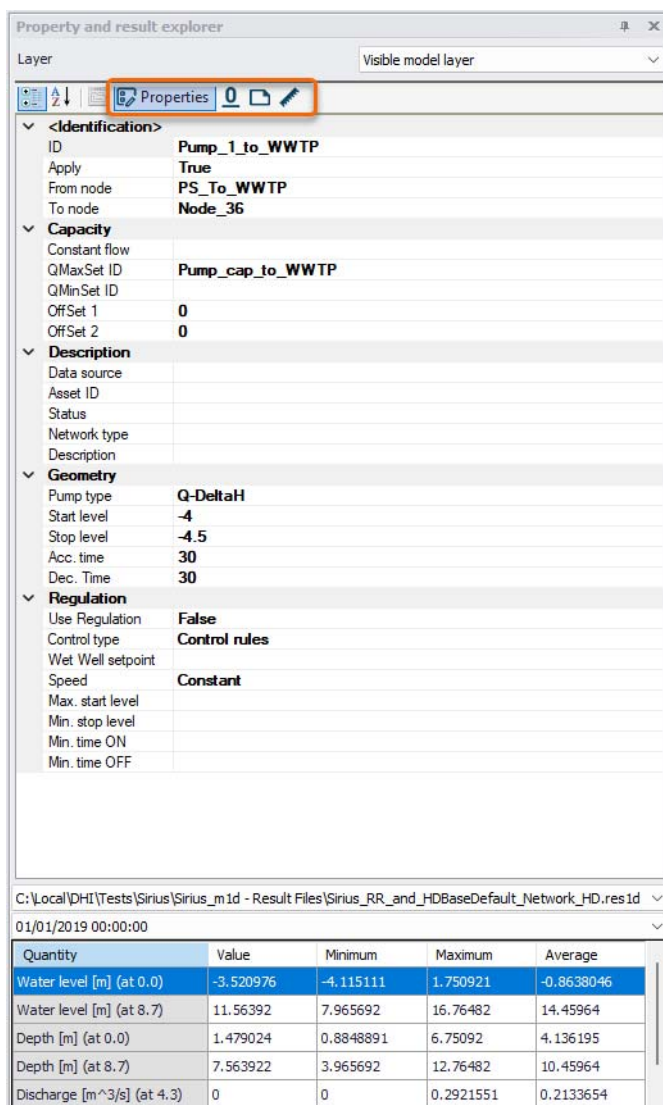 Property and result explorer
Layer Visible model layer
Properties
<Identification>
ID Pump_1_to_WWTP
Apply True
From node PS_To_WWTP
To node Node_36
Capacity
Constant flow
QMaxSet ID Pump_cap_to_WWTP
QMinSet ID
OffSet 1 0
OffSet 2 0
Description
Data source
Asset ID
Status
Network type
Description
Geometry
Pump type Q-DeltaH
Start level -4
Stop level -4.5
Acc. time 30
Dec. Time 30
Regulation
Use Regulation False
Control type Control rules
Wet Well setpoint
Speed Constant
Max. start level
Min. stop level
Min. time ON
Min. time OFF
C:\Local\DHI\Tests\Sirius\Sirius_m1d - Result Files\Sirius_RR_and_HDBaseDefault_Network_HD.res1d
01/01/2019 00:00:00
Quantity Value Minimum Maximum Average
Water level [m] (at 0.0) -3.520976 -4.115111 1.750921 -0.8638046
Water level [m] (at 8.7) 11.56392 7.965692 16.76482 14.45964
Depth [m] (at 0.0) 1.479024 0.8848891 6.75092 4.136195
Depth [m] (at 8.7) 7.563922 3.965692 12.76482 10.45964
Discharge [m^3/s] (at 4.3) 0 0 0.2921551 0.2133654